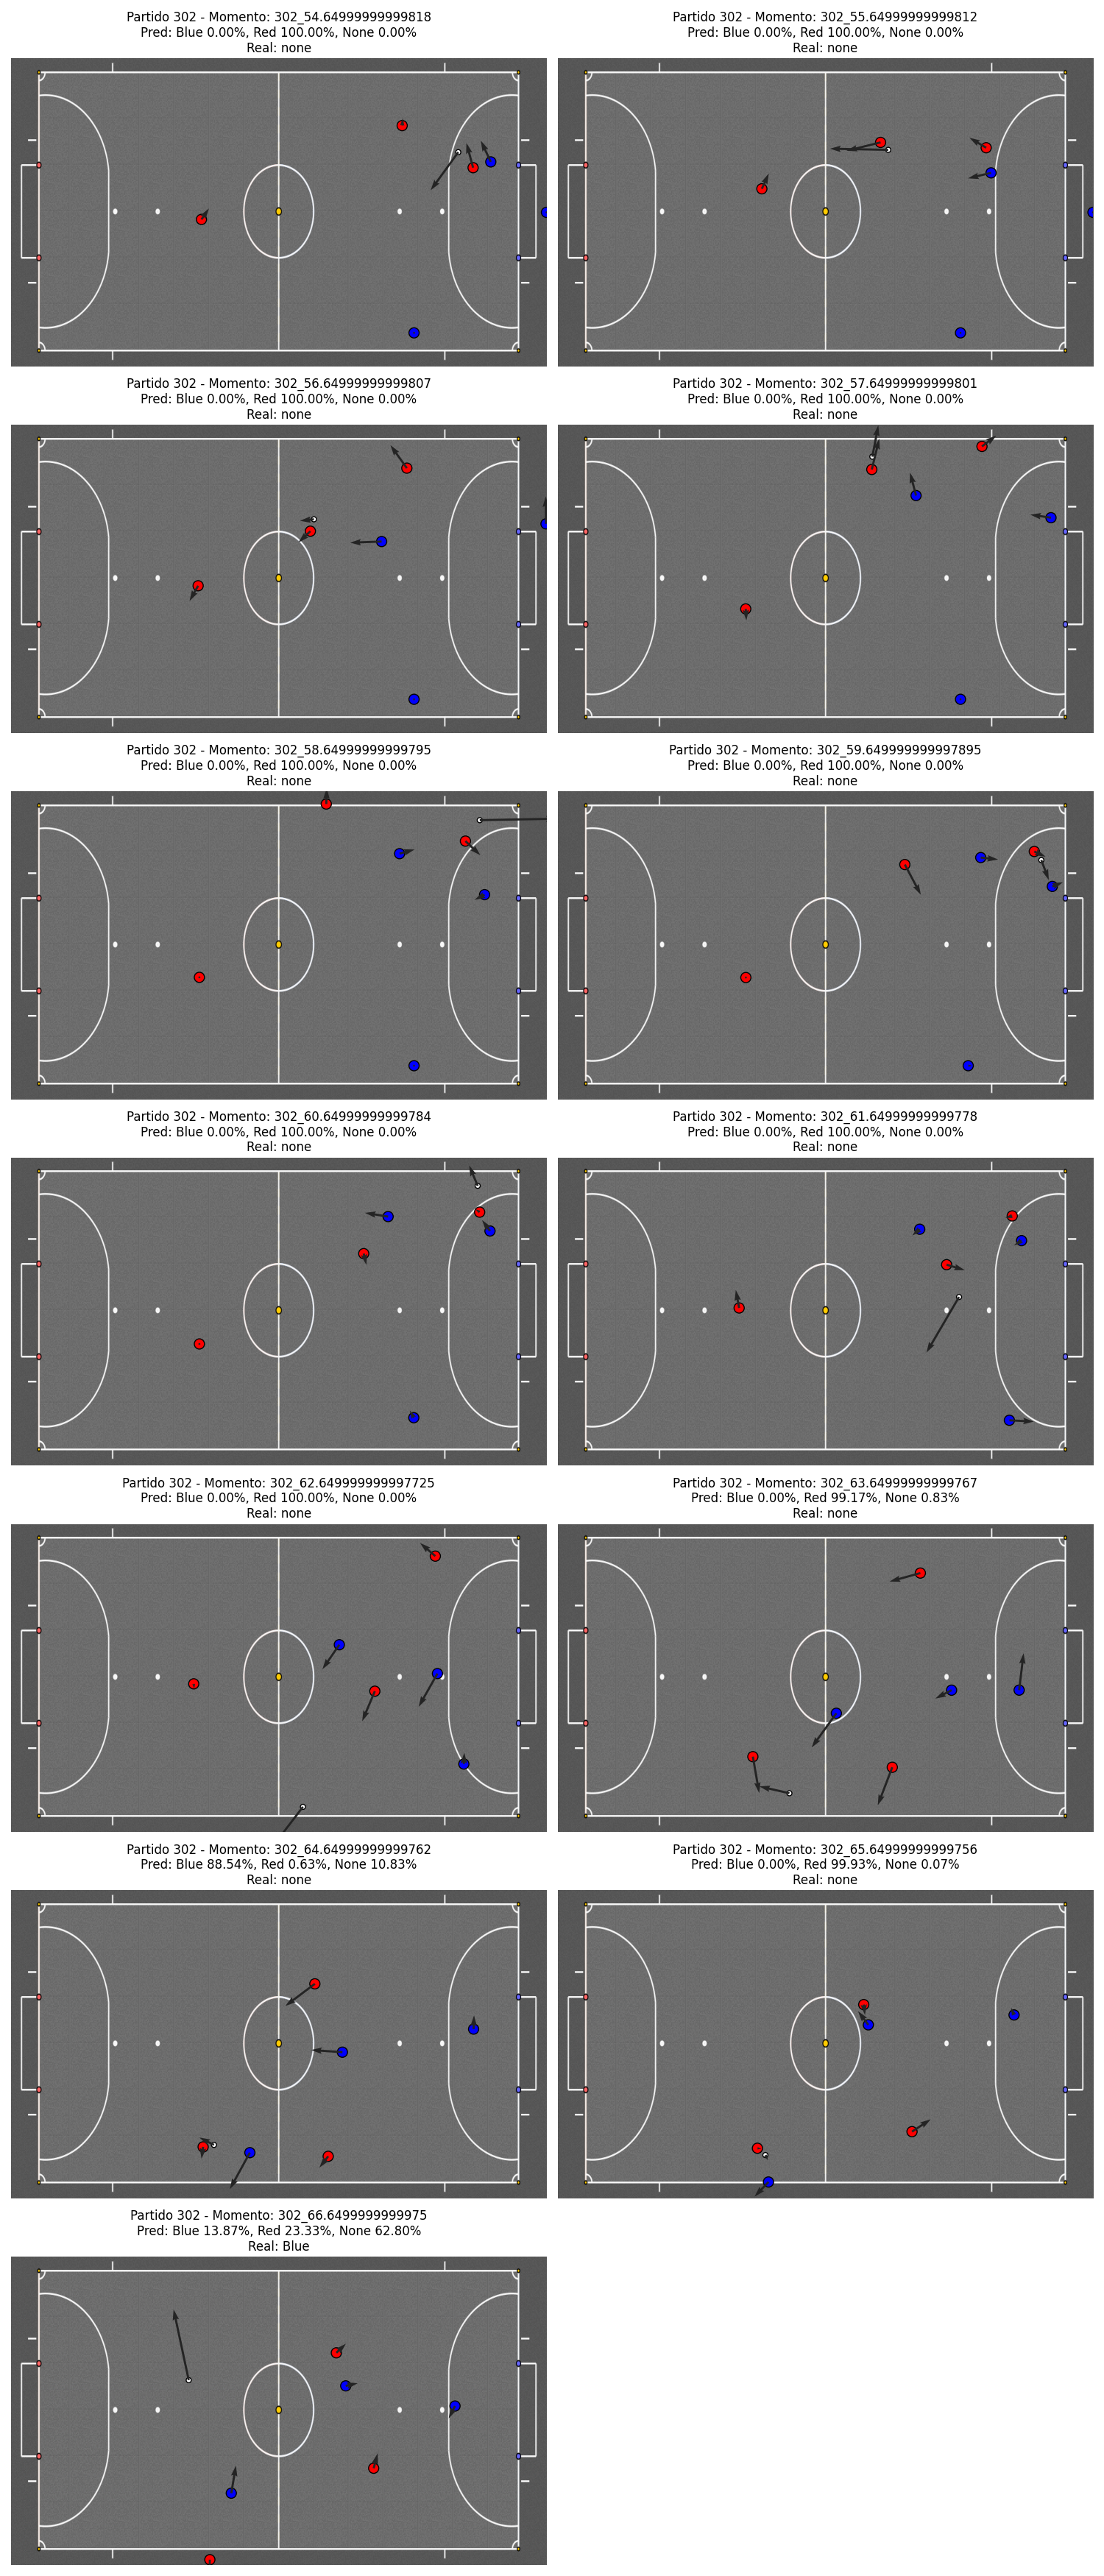 Partido 302 - Momento: 302_54.64999999999818
Pred: Blue 0.00%, Red 100.00%, None 0.00%
Real: none
Partido 302 - Momento: 302_55.64999999999812
Pred: Blue 0.00%, Red 100.00%, None 0.00%
Real: none
Partido 302 - Momento: 302_56.64999999999807
Pred: Blue 0.00%, Red 100.00%, None 0.00%
Real: none
Partido 302 - Momento: 302_57.64999999999801
Pred: Blue 0.00%, Red 100.00%, None 0.00%
Real: none
Partido 302 - Momento: 302_58.64999999999795
Pred: Blue 0.00%, Red 100.00%, None 0.00%
Real: none
Partido 302 - Momento: 302_59.649999999997895
Pred: Blue 0.00%, Red 100.00%, None 0.00%
Real: none
Partido 302 - Momento: 302_60.64999999999784
Pred: Blue 0.00%, Red 100.00%, None 0.00%
Real: none
Partido 302 - Momento: 302_61.64999999999778
Pred: Blue 0.00%, Red 100.00%, None 0.00%
Real: none
Partido 302 - Momento: 302_62.649999999997725
Pred: Blue 0.00%, Red 100.00%, None 0.00%
Real: none
Partido 302 - Momento: 302_63.64999999999767
Pred: Blue 0.00%, Red 99.17%, None 0.83%
Real: none
Partido 302 - Momento: 302_64.64999999999762
Pred: Blue 88.54%, Red 0.63%, None 10.83%
Real: none
Partido 302 - Momento: 302_65.64999999999756
Pred: Blue 0.00%, Red 99.93%, None 0.07%
Real: none
Partido 302 - Momento: 302_66.6499999999975
Pred: Blue 13.87%, Red 23.33%, None 62.80%
Real: Blue